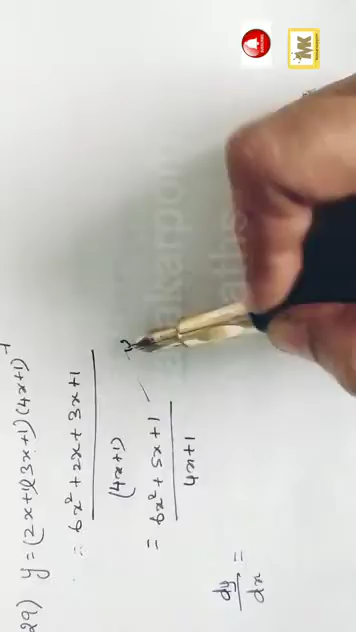 29) y = (2x+1)(3x+1)(4x+1)⁻¹
= 6x² + 2x + 3x + 1
(4x+1)
= 6x² + 5x + 1
4x+1
dy/dx =
MK